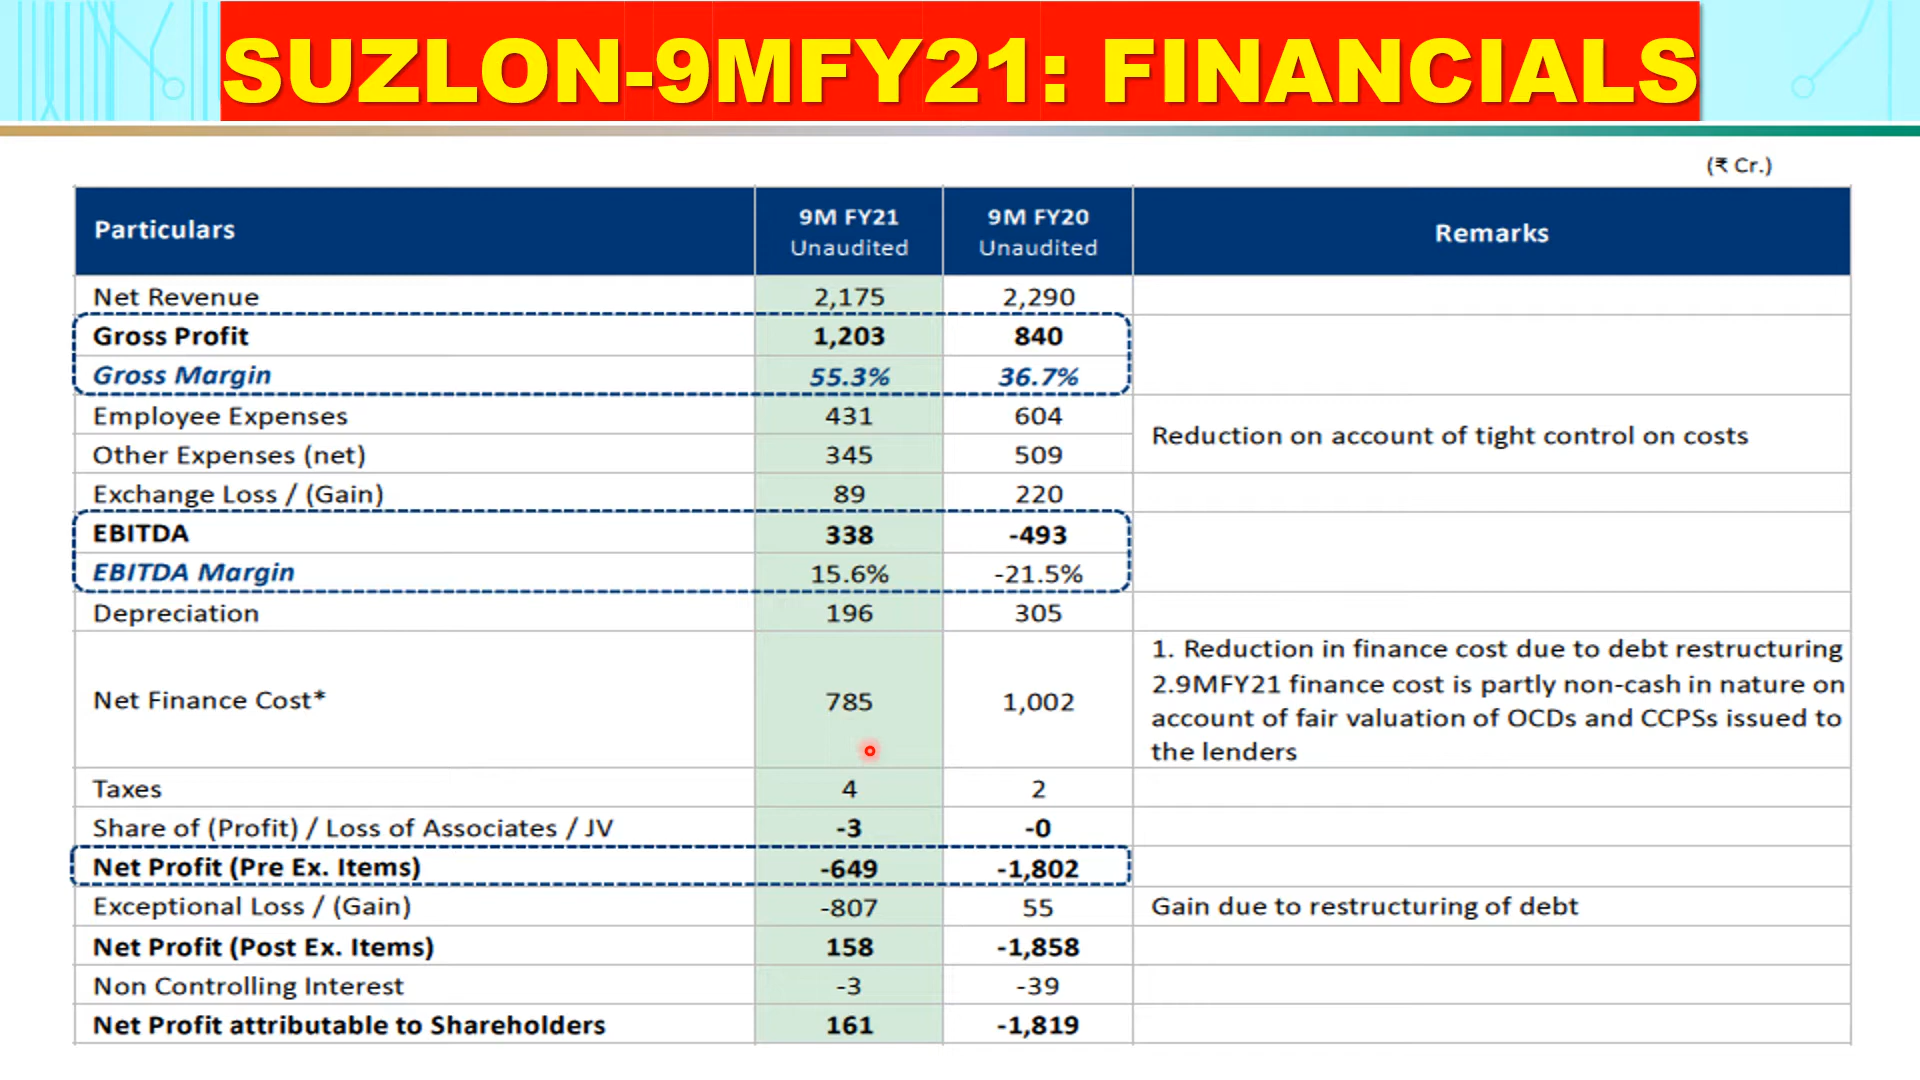 SUZLON-9MFY21: FINANCIALS
(₹ Cr.)
Particulars 9M FY21 Unaudited 9M FY20 Unaudited Remarks
Net Revenue 2,175 2,290
Gross Profit 1,203 840
Gross Margin 55.3% 36.7%
Employee Expenses 431 604 Reduction on account of tight control on costs
Other Expenses (net) 345 509
Exchange Loss / (Gain) 89 220
EBITDA 338 -493
EBITDA Margin 15.6% -21.5%
Depreciation 196 305
Net Finance Cost* 785 1,002
1. Reduction in finance cost due to debt restructuring
2.9MFY21 finance cost is partly non-cash in nature on
account of fair valuation of OCDs and CCPSs issued to
the lenders
Taxes 4 2
Share of (Profit) / Loss of Associates / JV -3 -0
Net Profit (Pre Ex. Items) -649 -1,802
Exceptional Loss / (Gain) -807 55 Gain due to restructuring of debt
Net Profit (Post Ex. Items) 158 -1,858
Non Controlling Interest -3 -39
Net Profit attributable to Shareholders 161 -1,819